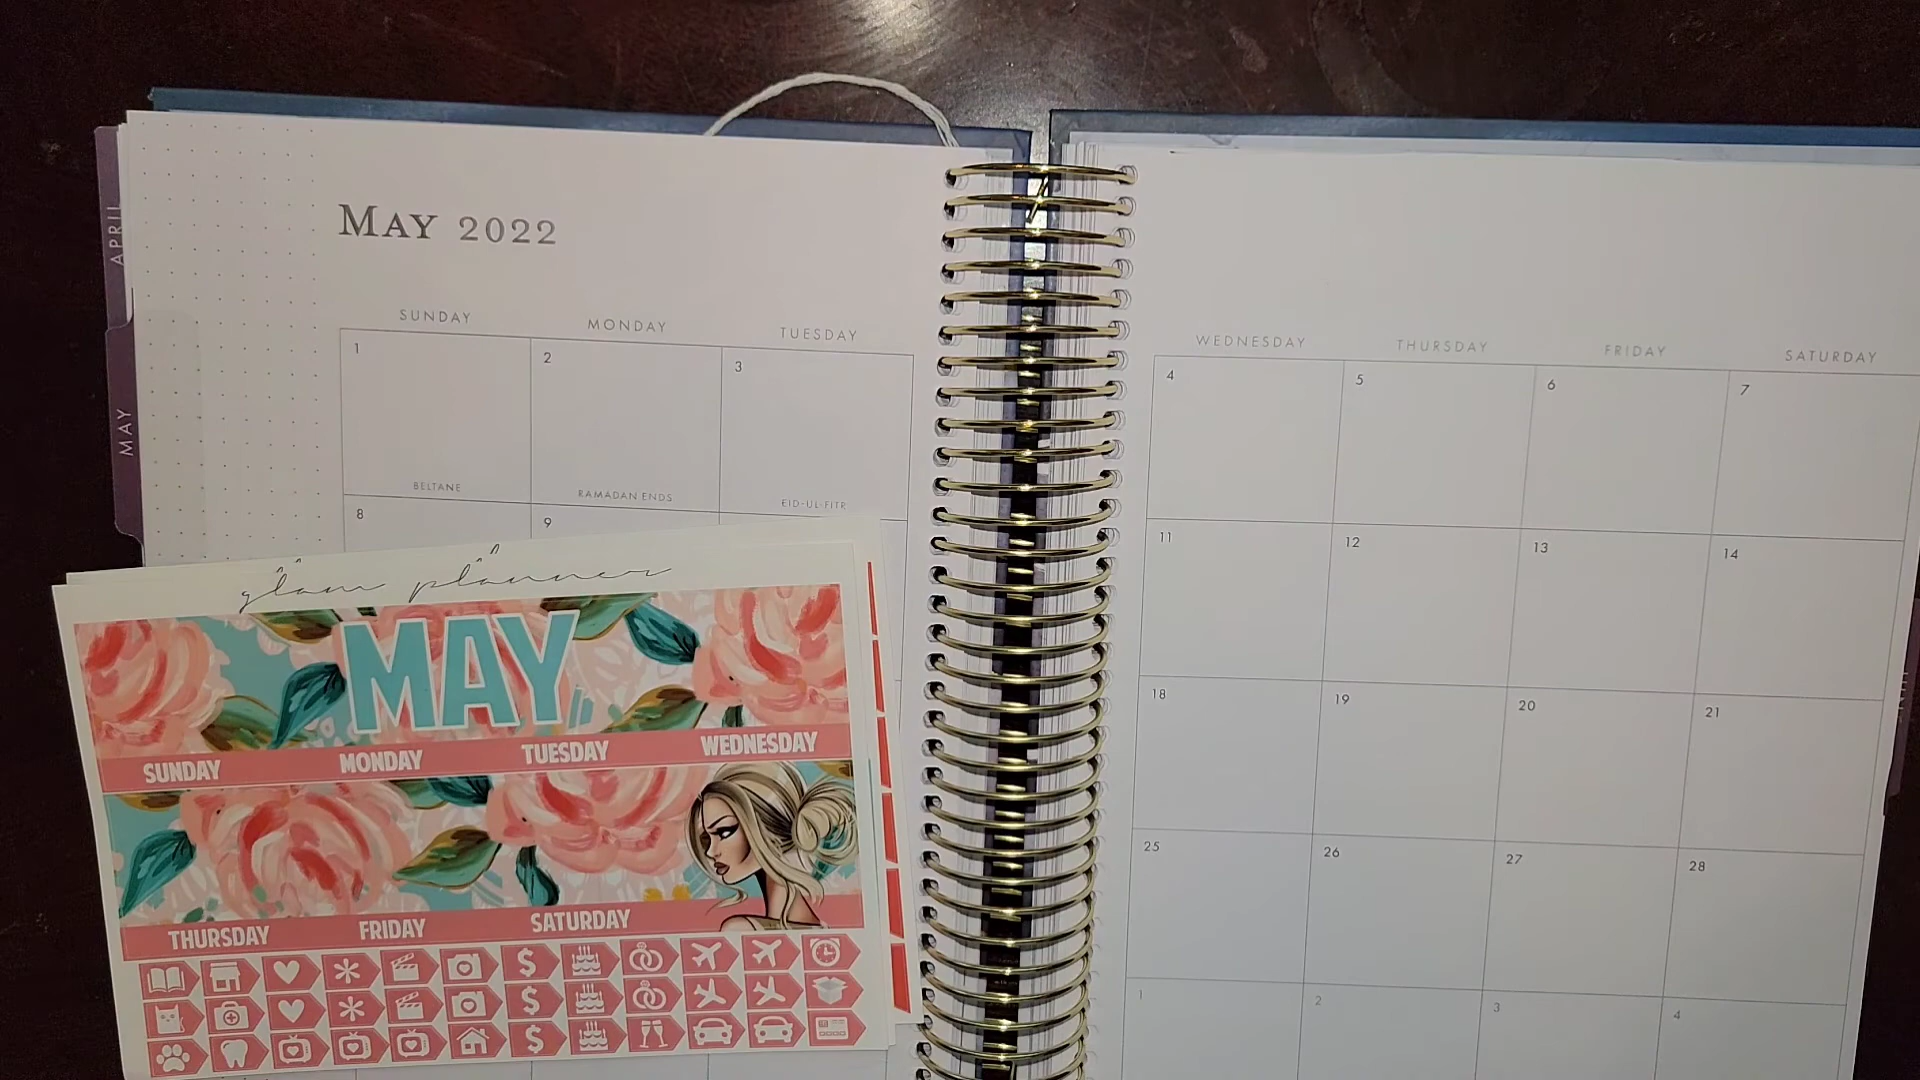 MAY 2022
SUNDAY MONDAY TUESDAY
WEDNESDAY THURSDAY FRIDAY SATURDAY
1 2 3
4 5 6 7
BELTANE RAMADAN ENDS EID-UL-FITR
8 9
11 12 13 14
18 19 20 21
25 26 27 28
1 2 3 4
APRIL
MAY
glam planner
MAY
SUNDAY MONDAY TUESDAY WEDNESDAY
THURSDAY FRIDAY SATURDAY
$
$
$